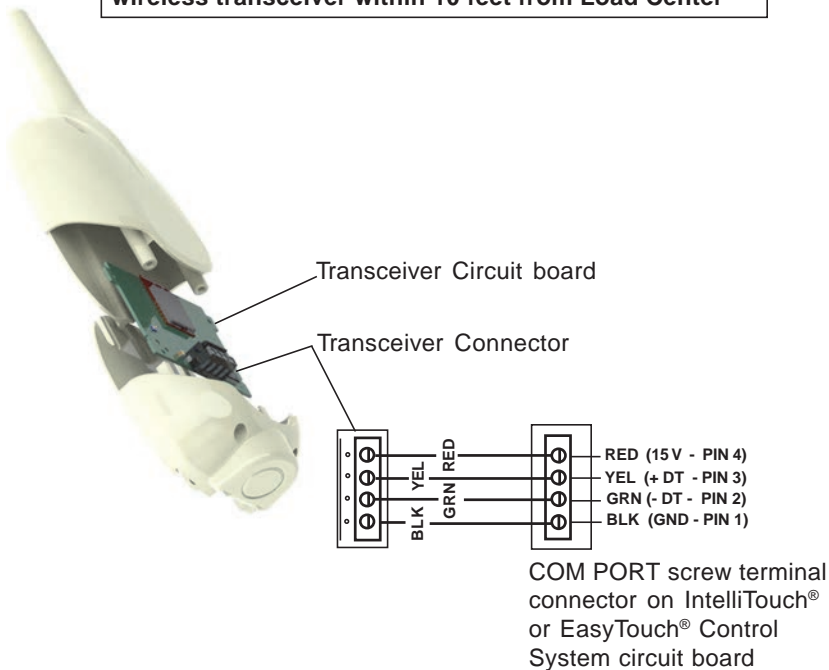 wireless transceiver within 10 feet from Load Center
Transceiver Circuit board
Transceiver Connector
RED
YEL
GRN
BLK
RED (15 V - PIN 4)
YEL (+ DT - PIN 3)
GRN (- DT - PIN 2)
BLK (GND - PIN 1)
COM PORT screw terminal
connector on IntelliTouch®
or EasyTouch® Control
System circuit board